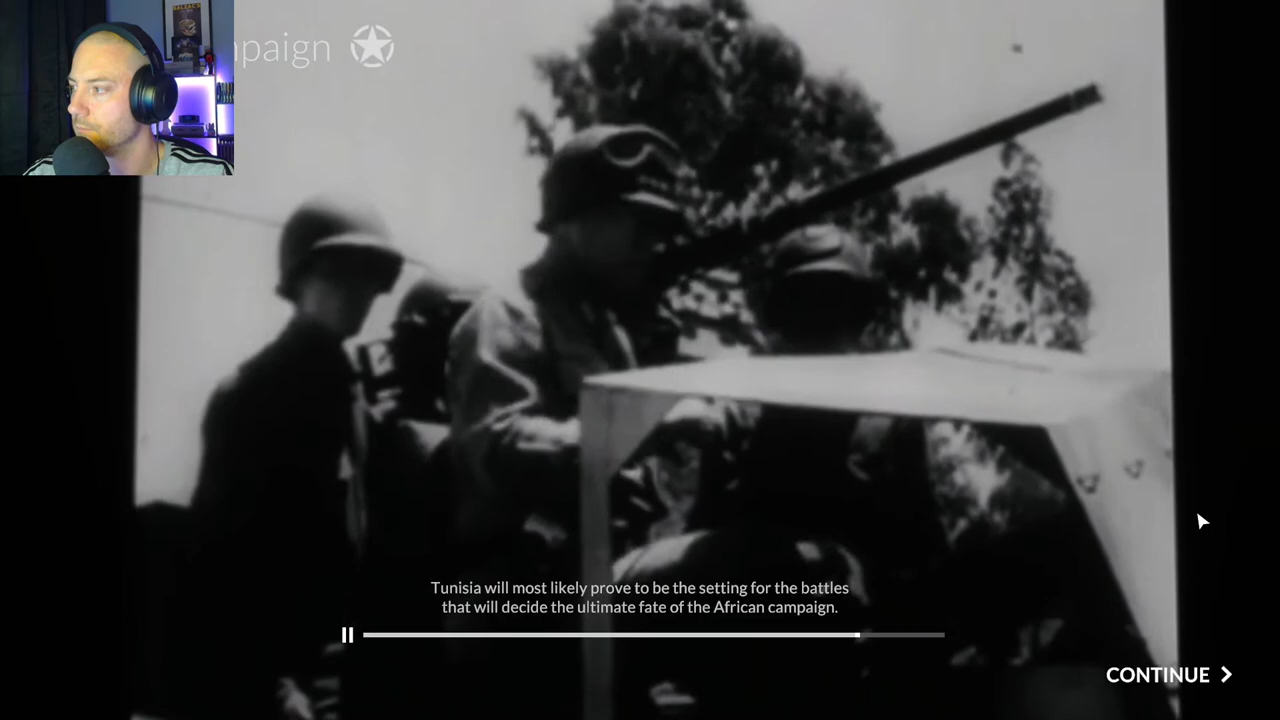 paign
Tunisia will most likely prove to be the setting for the battles
that will decide the ultimate fate of the African campaign.
CONTINUE